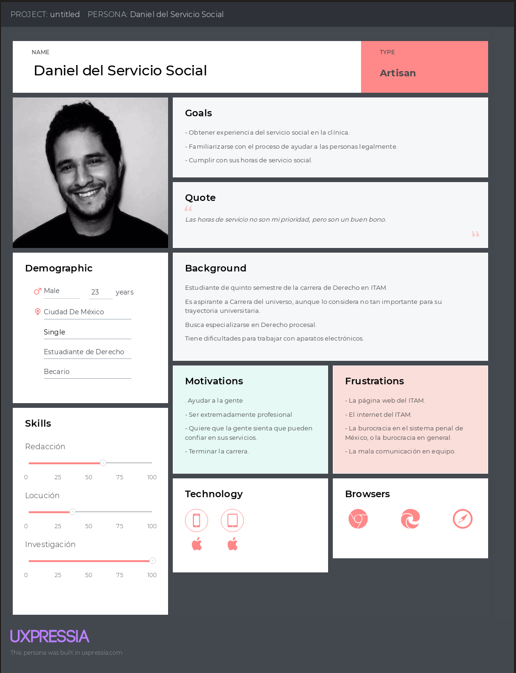 PROJECT: untitled PERSONA: Daniel del Servicio Social
NAME
Daniel del Servicio Social
TYPE
Artisan
Goals
- Obtener experiencia del servicio social en la clínica.
- Familiarizarse con el proceso de ayudar a las personas legalmente.
- Cumplir con sus horas de servicio social.
Quote
“
Las horas de servicio no son mi prioridad, pero son un buen bono.
”
Demographic
Male 23 years
Ciudad De México
Single
Estuadiante de Derecho
Becario
Background
Estudiante de quinto semestre de la carrera de Derecho en ITAM.
Es aspirante a Carrera del universo, aunque lo considera no tan importante para su
trayectoria universitaria.
Busca especializarse en Derecho procesal.
Tiene dificultades para trabajar con aparatos electrónicos.
Skills
Redacción
0 25 50 75 100
Locución
0 25 50 75 100
Investigación
0 25 50 75 100
Motivations
. Ayudar a la gente
- Ser extremadamente profesional
- Quiere que la gente sienta que pueden
confiar en sus servicios.
- Terminar la carrera.
Frustrations
- La página web del ITAM.
- El internet del ITAM.
- La burocracia en el sistema penal de
México, o la burocracia en general.
- La mala comunicación en equipo.
Technology
Browsers
UXPRESSIA
This persona was built in uxpressia.com